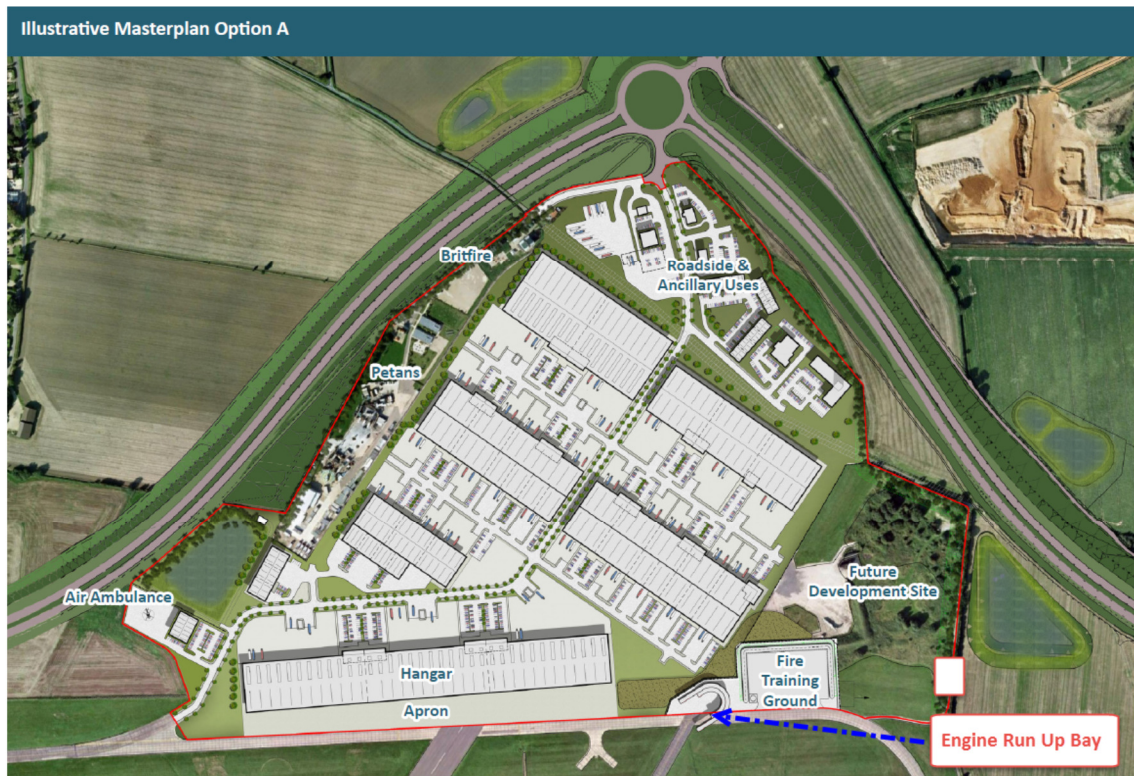 Illustrative Masterplan Option A
Britfire
Roadside &
Ancillary Uses
Petans
Air Ambulance
Future
Development Site
Hangar
Fire
Training
Ground
Apron
Engine Run Up Bay